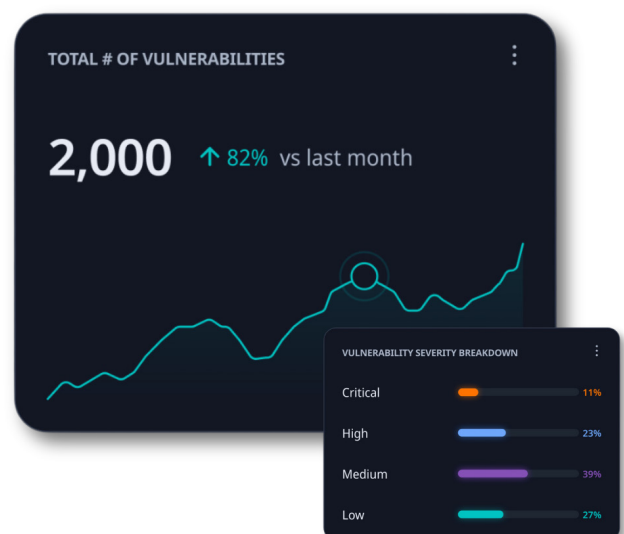 TOTAL # OF VULNERABILITIES
2,000 ↑ 82% vs last month
VULNERABILITY SEVERITY BREAKDOWN
Critical 11%
High 23%
Medium 39%
Low 27%